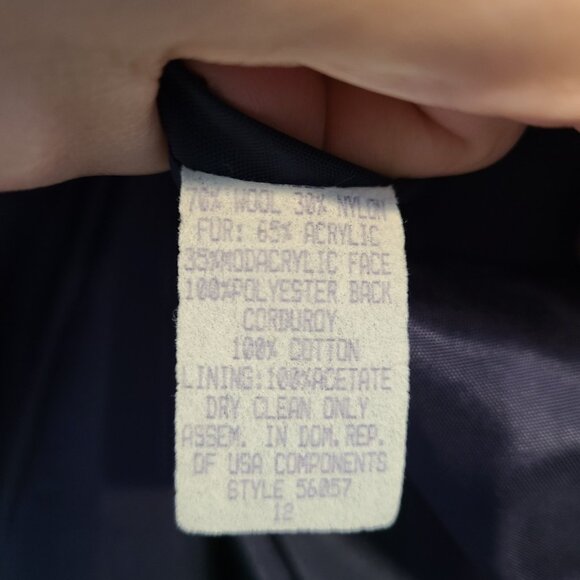 70% WOOL 30% NYLON
FUR: 65% ACRYLIC
35%MODACRYLIC FACE
100%POLYESTER BACK
CORDUROY
100% COTTON
LINING:100%ACETATE
DRY CLEAN ONLY
ASSEM. IN DOM.REP.
OF USA COMPONENTS
STYLE 56057
12